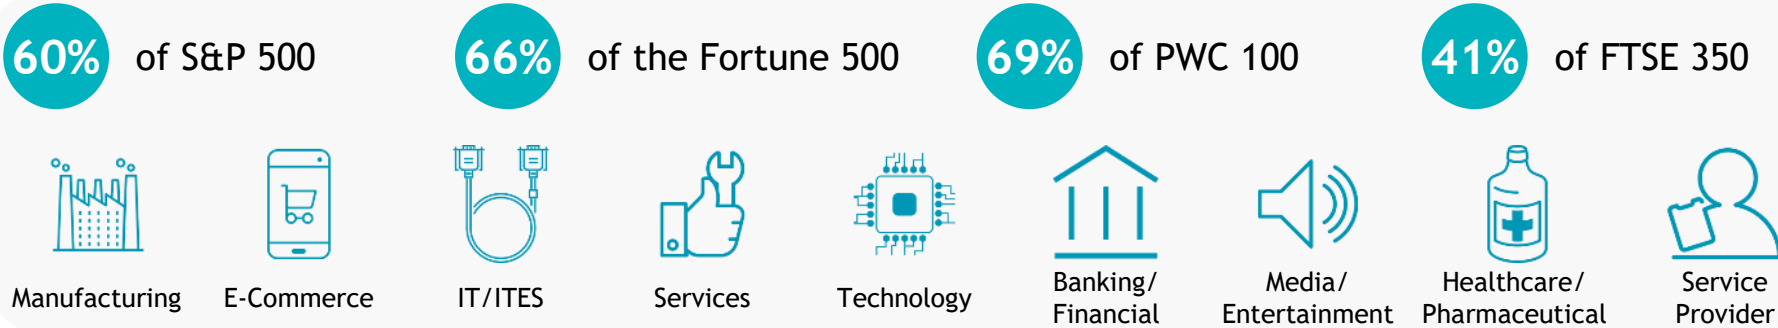 60% of S&P 500
66% of the Fortune 500
69% of PWC 100
41% of FTSE 350
Manufacturing
E-Commerce
IT/ITES
Services
Technology
Banking/
Financial
Media/
Entertainment
Healthcare/
Pharmaceutical
Service
Provider